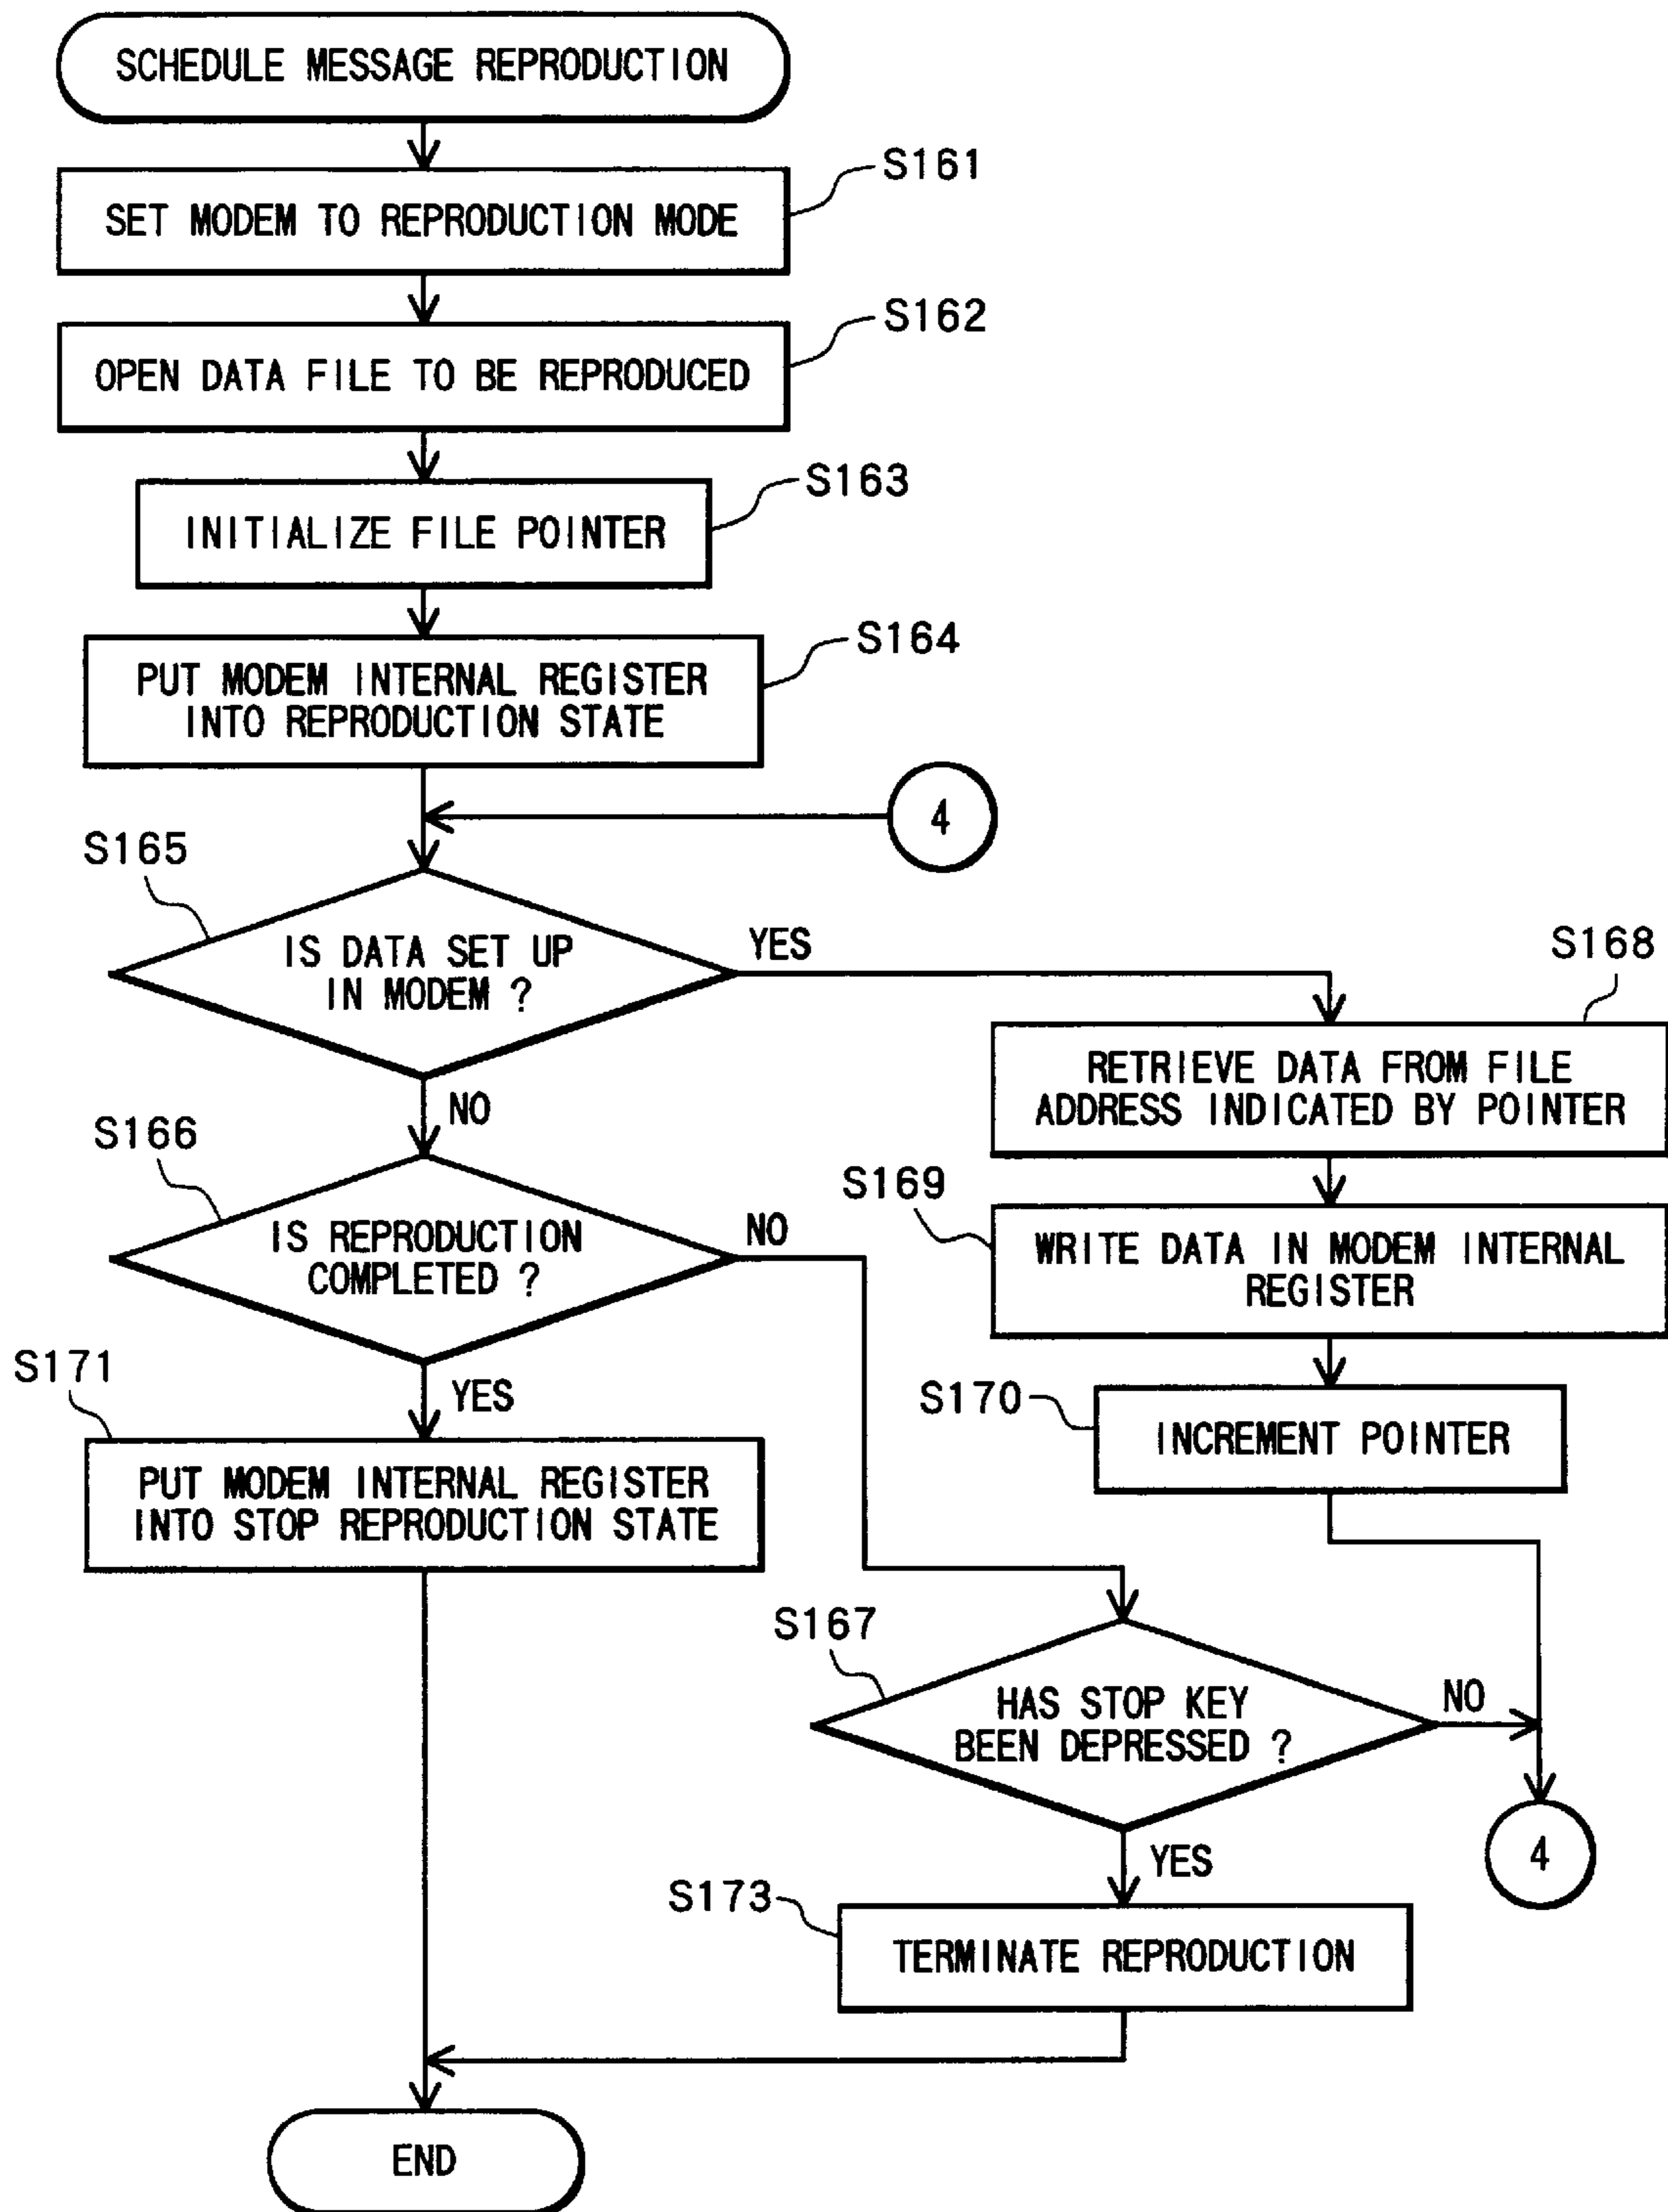 SCHEDULE MESSAGE REPRODUCTION
S161
SET MODEM TO REPRODUCTION MODE
S162
OPEN DATA FILE TO BE REPRODUCED
S163
INITIALIZE FILE POINTER
S164
PUT MODEM INTERNAL REGISTER
INTO REPRODUCTION STATE
4
S165
IS DATA SET UP
IN MODEM ?
YES
NO
S168
RETRIEVE DATA FROM FILE
ADDRESS INDICATED BY POINTER
S166
IS REPRODUCTION
COMPLETED ?
NO
YES
S169
WRITE DATA IN MODEM INTERNAL
REGISTER
S171
PUT MODEM INTERNAL REGISTER
INTO STOP REPRODUCTION STATE
S170
INCREMENT POINTER
S167
HAS STOP KEY
BEEN DEPRESSED ?
NO
YES
4
S173
TERMINATE REPRODUCTION
END